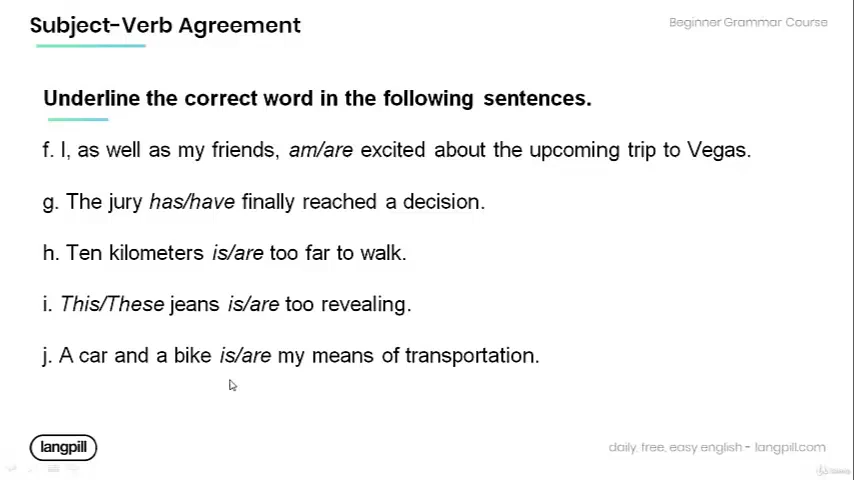 Subject-Verb Agreement
Beginner Grammar Course
Underline the correct word in the following sentences.
f. I, as well as my friends, am/are excited about the upcoming trip to Vegas.
g. The jury has/have finally reached a decision.
h. Ten kilometers is/are too far to walk.
i. This/These jeans is/are too revealing.
j. A car and a bike is/are my means of transportation.
langpill
daily, free, easy english - langpill.com